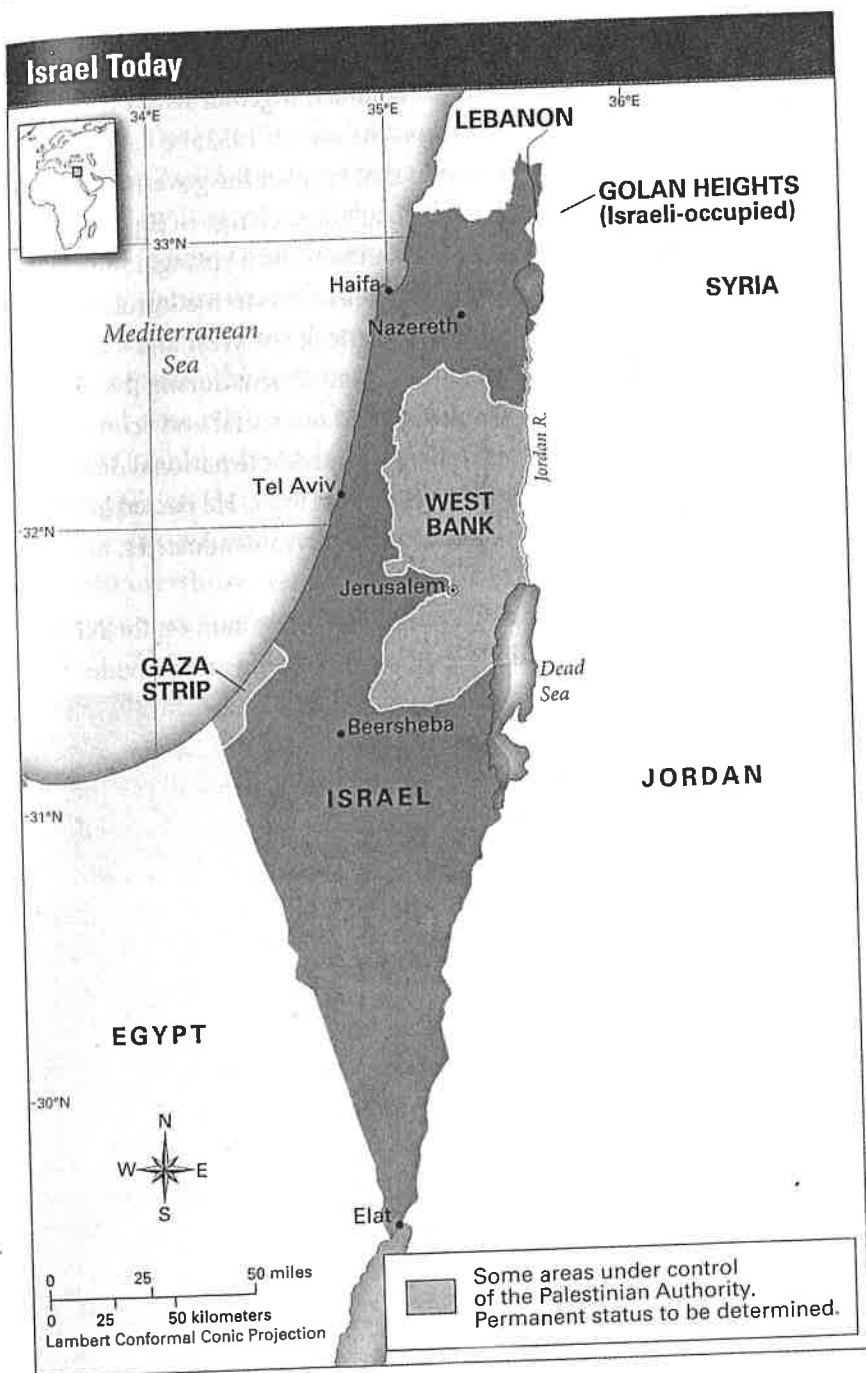 Israel Today
34°E
35°E
36°E
LEBANON
GOLAN HEIGHTS
(Israeli-occupied)
33°N
SYRIA
Haifa
Nazereth
Mediterranean
Sea
Jordan R.
Tel Aviv
WEST
BANK
32°N
Jerusalem
GAZA
STRIP
Dead
Sea
Beersheba
ISRAEL
JORDAN
31°N
EGYPT
30°N
N
W
E
S
Elat
0 25 50 miles
0 25 50 kilometers
Lambert Conformal Conic Projection
Some areas under control
of the Palestinian Authority.
Permanent status to be determined.